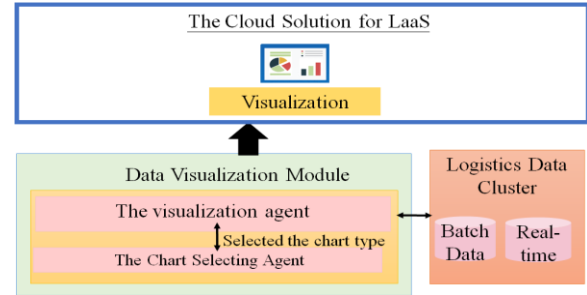 The Cloud Solution for LaaS
Visualization
Data Visualization Module
The visualization agent
Selected the chart type
The Chart Selecting Agent
Logistics Data
Cluster
Batch
Data
Real-
time